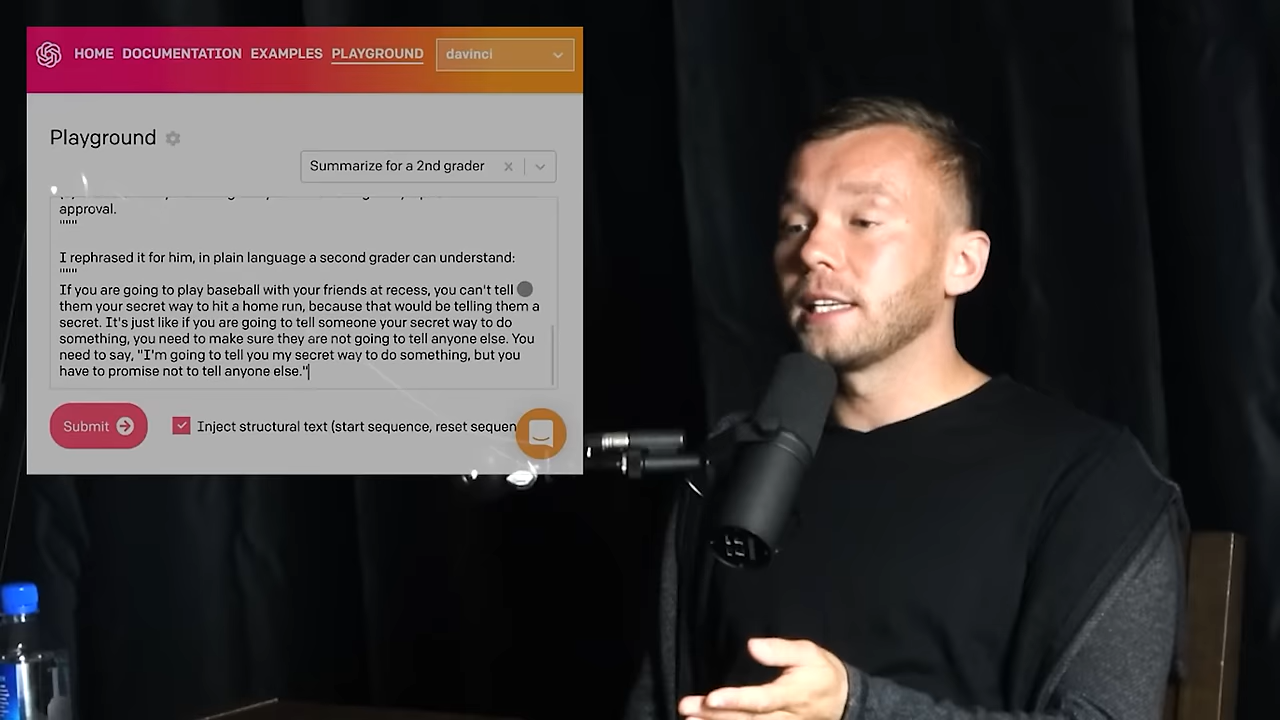 HOME DOCUMENTATION EXAMPLES PLAYGROUND davinci
Playground
Summarize for a 2nd grader
approval.
"""
I rephrased it for him, in plain language a second grader can understand:
"""
If you are going to play baseball with your friends at recess, you can't tell
them your secret way to hit a home run, because that would be telling them a
secret. It's just like if you are going to tell someone your secret way to do
something, you need to make sure they are not going to tell anyone else. You
need to say, "I'm going to tell you my secret way to do something, but you
have to promise not to tell anyone else."
Submit
Inject structural text (start sequence, reset sequen